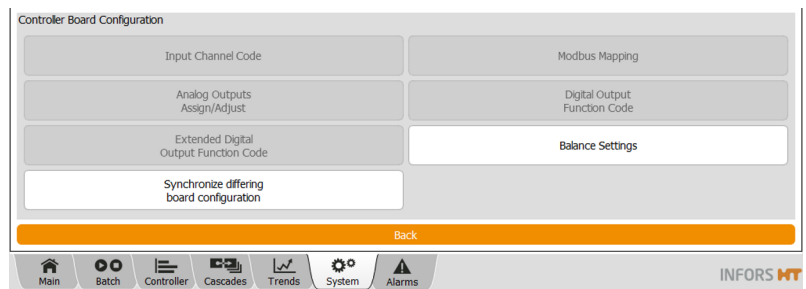 Controller Board Configuration
Input Channel Code
Modbus Mapping
Analog Outputs
Assign/Adjust
Digital Output
Function Code
Extended Digital
Output Function Code
Balance Settings
Synchronize differing
board configuration
Back
Main
Batch
Controller
Cascades
Trends
System
Alarms
INFORS HT